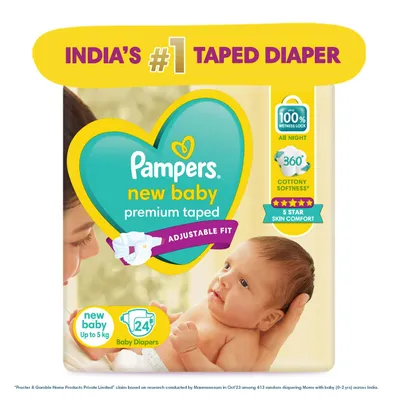 INDIA'S #1 TAPED DIAPER
Pampers
new baby
premium taped
ADJUSTABLE FIT
100%
WETNESS LOCK
All NIGHT
360°
COTTONY
SOFTNESS*
5 STAR
SKIN COMFORT
new
baby
Up to 5 kg
24
Baby Diapers